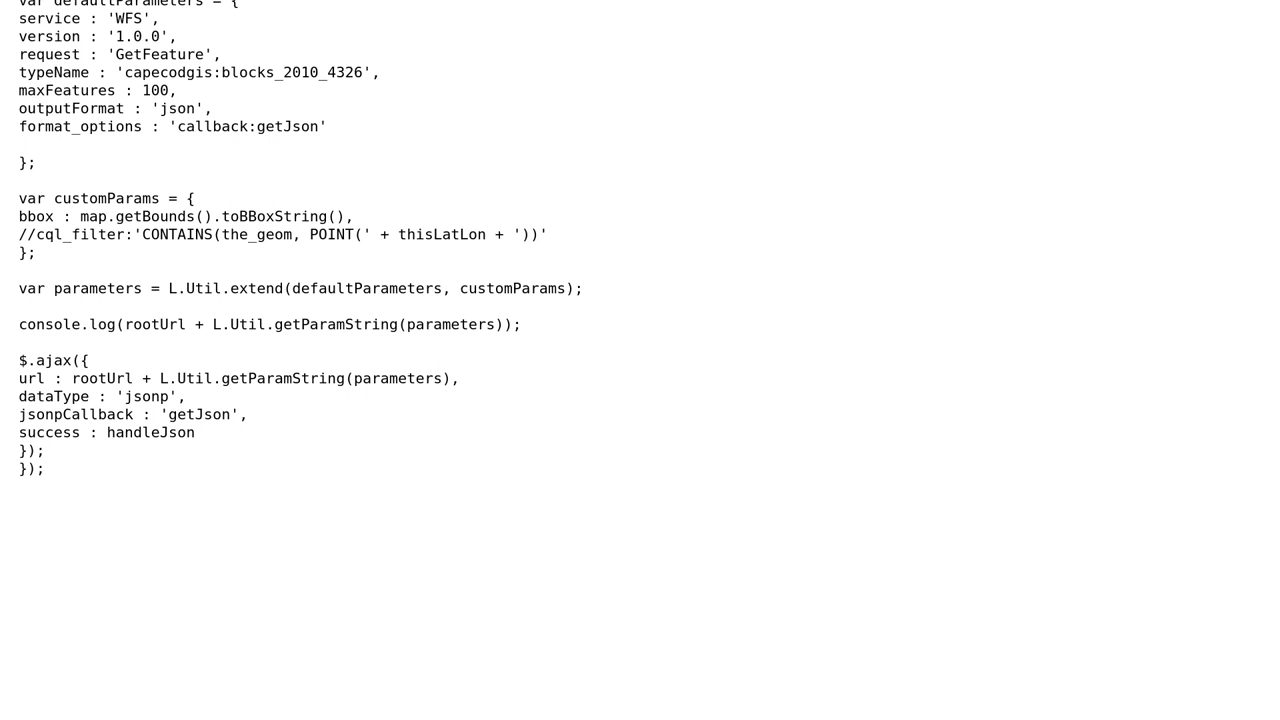 var defaultParameters = {
service : 'WFS',
version : '1.0.0',
request : 'GetFeature',
typeName : 'capecodgis:blocks_2010_4326',
maxFeatures : 100,
outputFormat : 'json',
format_options : 'callback:getJson'
};
var customParams = {
bbox : map.getBounds().toBBoxString(),
//cql_filter:'CONTAINS(the_geom, POINT(' + thisLatLon + '))'
};
var parameters = L.Util.extend(defaultParameters, customParams);
console.log(rootUrl + L.Util.getParamString(parameters));
$.ajax({
url : rootUrl + L.Util.getParamString(parameters),
dataType : 'jsonp',
jsonpCallback : 'getJson',
success : handleJson
});
});